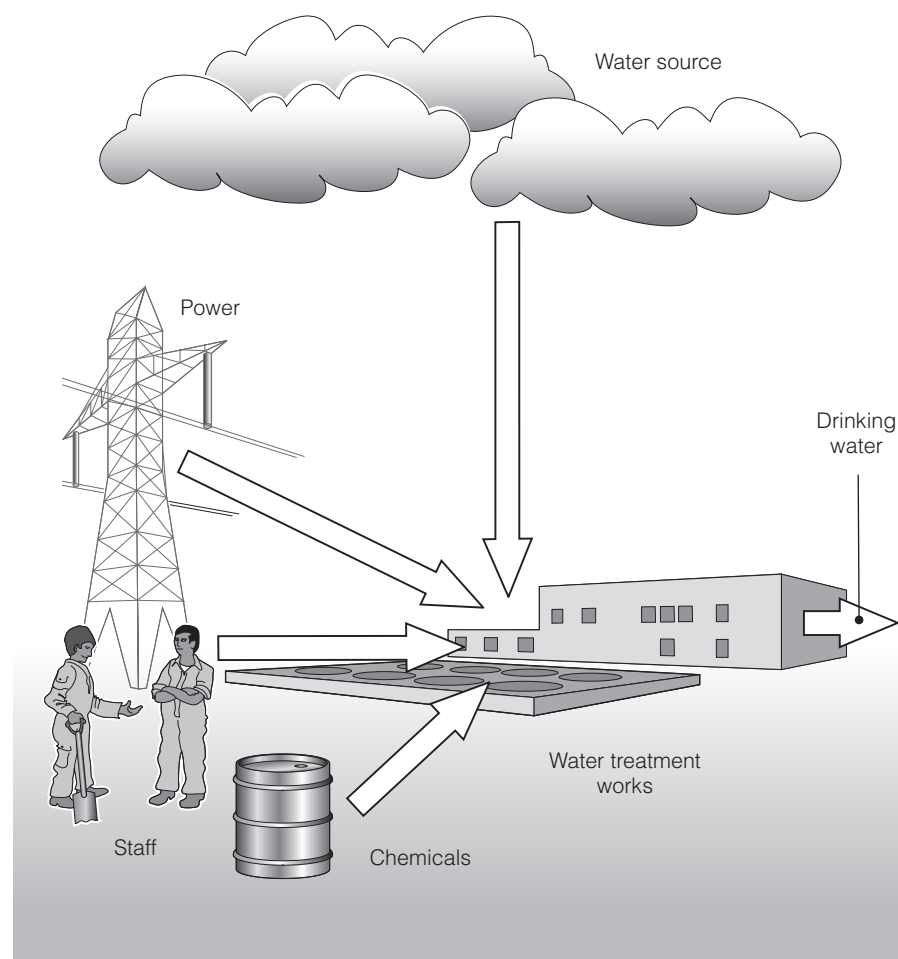 Water source
Power
Drinking
water
Water treatment
works
Staff
Chemicals